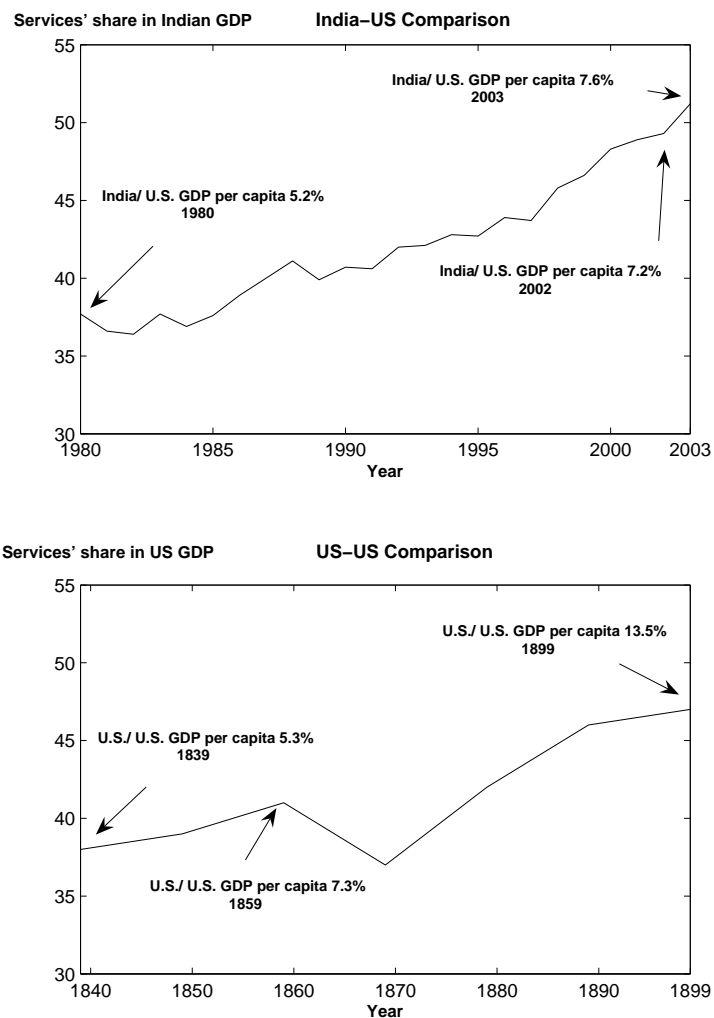 Services' share in Indian GDP
India–US Comparison
55
50
45
40
35
30
India/ U.S. GDP per capita 7.6%
2003
India/ U.S. GDP per capita 5.2%
1980
India/ U.S. GDP per capita 7.2%
2002
1980 1985 1990 1995 2000 2003
Year
Services' share in US GDP
US–US Comparison
55
50
45
40
35
30
U.S./ U.S. GDP per capita 13.5%
1899
U.S./ U.S. GDP per capita 5.3%
1839
U.S./ U.S. GDP per capita 7.3%
1859
1840 1850 1860 1870 1880 1890 1899
Year